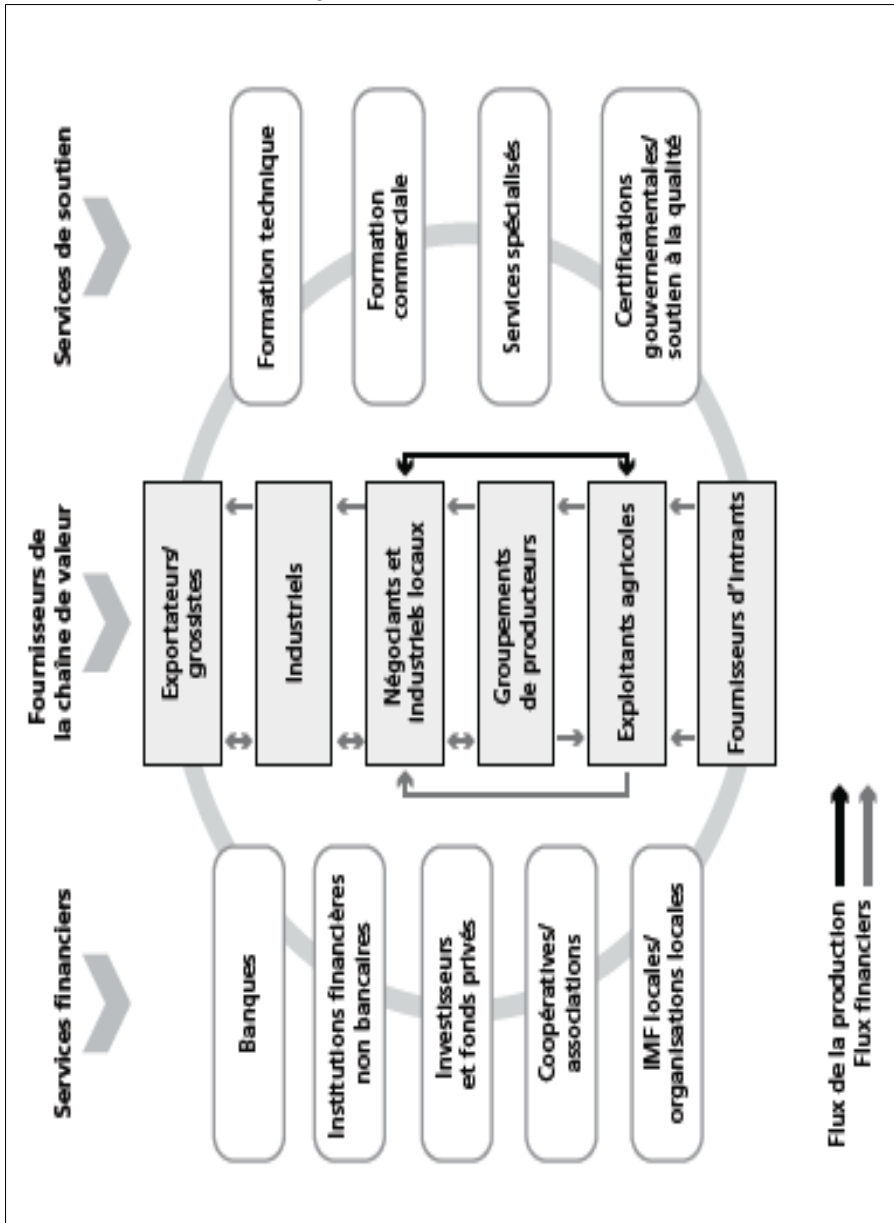 Services financiers
Banques
Institutions financières
non bancaires
Investisseurs
et fonds privés
Coopératives/
associations
IMF locales/
organisations locales
Fournisseurs de
la chaîne de valeur
Exportateurs/
grossistes
Industriels
Négociants et
industriels locaux
Groupements
de producteurs
Exploitants agricoles
Fournisseurs d'intrants
Services de soutien
Formation technique
Formation
commerciale
Services spécialisés
Certifications
gouvernementales/
soutien à la qualité
Flux de la production
Flux financiers